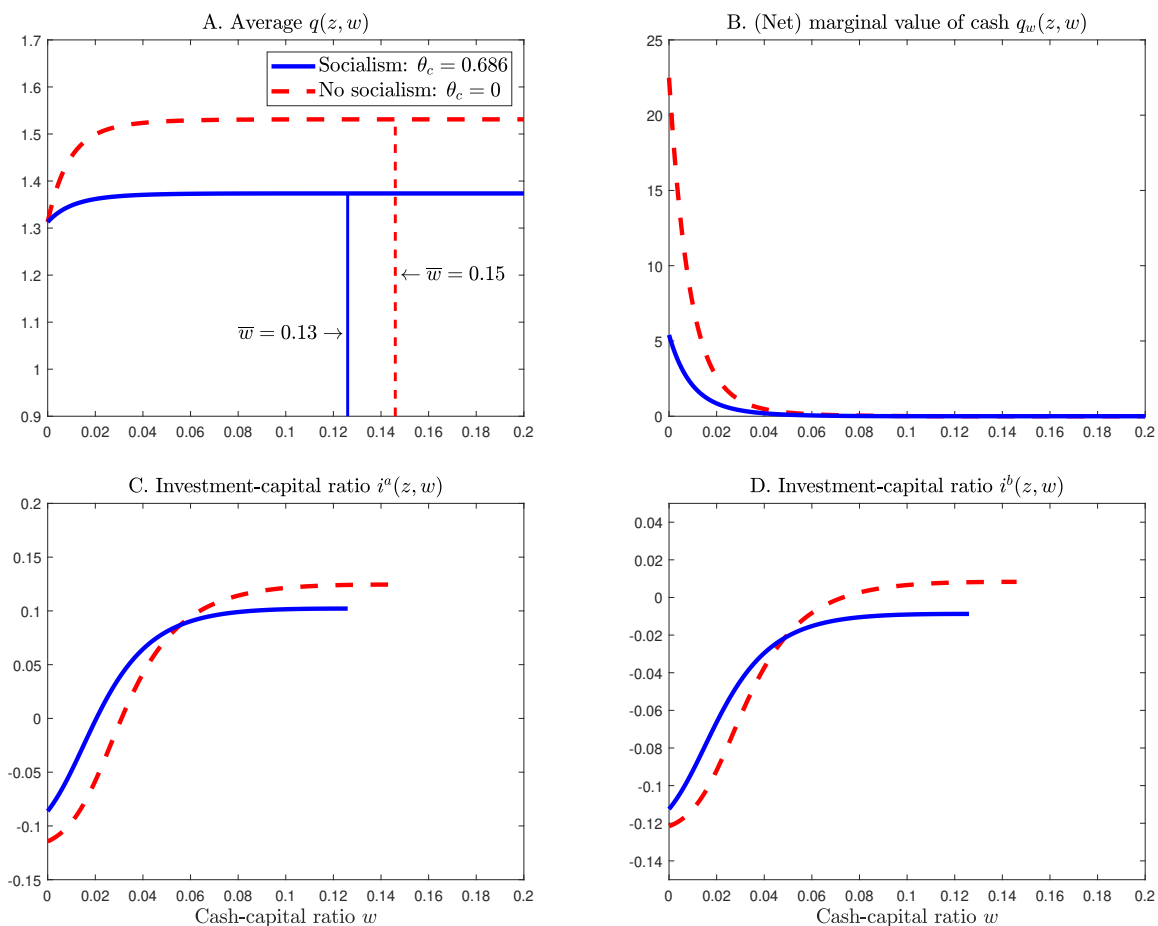 A. Average q(z, w)
1.7
1.6
1.5
1.4
1.3
1.2
1.1
1
0.9
Socialism: θc = 0.686
No socialism: θc = 0
← w̅ = 0.15
w̅ = 0.13 →
0 0.02 0.04 0.06 0.08 0.1 0.12 0.14 0.16 0.18 0.2
B. (Net) marginal value of cash qw(z, w)
25
20
15
10
5
0
0 0.02 0.04 0.06 0.08 0.1 0.12 0.14 0.16 0.18 0.2
C. Investment-capital ratio iᵃ(z, w)
0.2
0.15
0.1
0.05
0
-0.05
-0.1
-0.15
0 0.02 0.04 0.06 0.08 0.1 0.12 0.14 0.16 0.18 0.2
Cash-capital ratio w
D. Investment-capital ratio iᵇ(z, w)
0.04
0.02
0
-0.02
-0.04
-0.06
-0.08
-0.1
-0.12
-0.14
0 0.02 0.04 0.06 0.08 0.1 0.12 0.14 0.16 0.18 0.2
Cash-capital ratio w